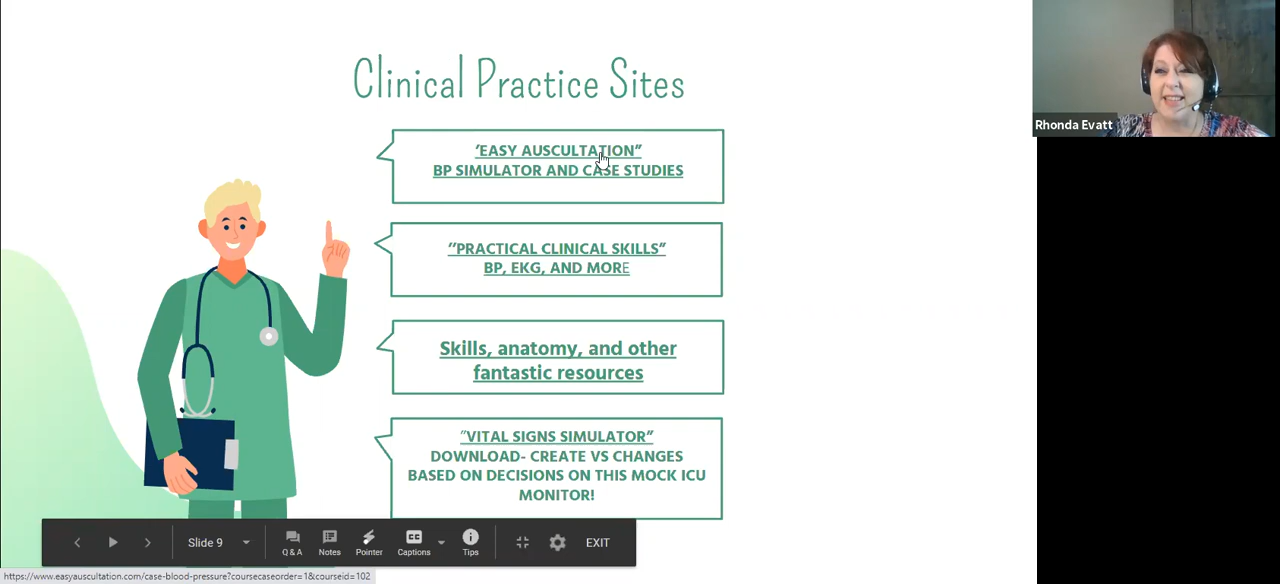 Clinical Practice Sites
Rhonda Evatt
‘EASY AUSCULTATION”
BP SIMULATOR AND CASE STUDIES
“PRACTICAL CLINICAL SKILLS”
BP, EKG, AND MORE
Skills, anatomy, and other
fantastic resources
“VITAL SIGNS SIMULATOR”
DOWNLOAD- CREATE VS CHANGES
BASED ON DECISIONS ON THIS MOCK ICU
MONITOR!
Slide 9
Q & A
Notes
Pointer
CC
Captions
Tips
EXIT
https://www.easyauscultation.com/case-blood-pressure?coursecaseorder=1&courseid=102